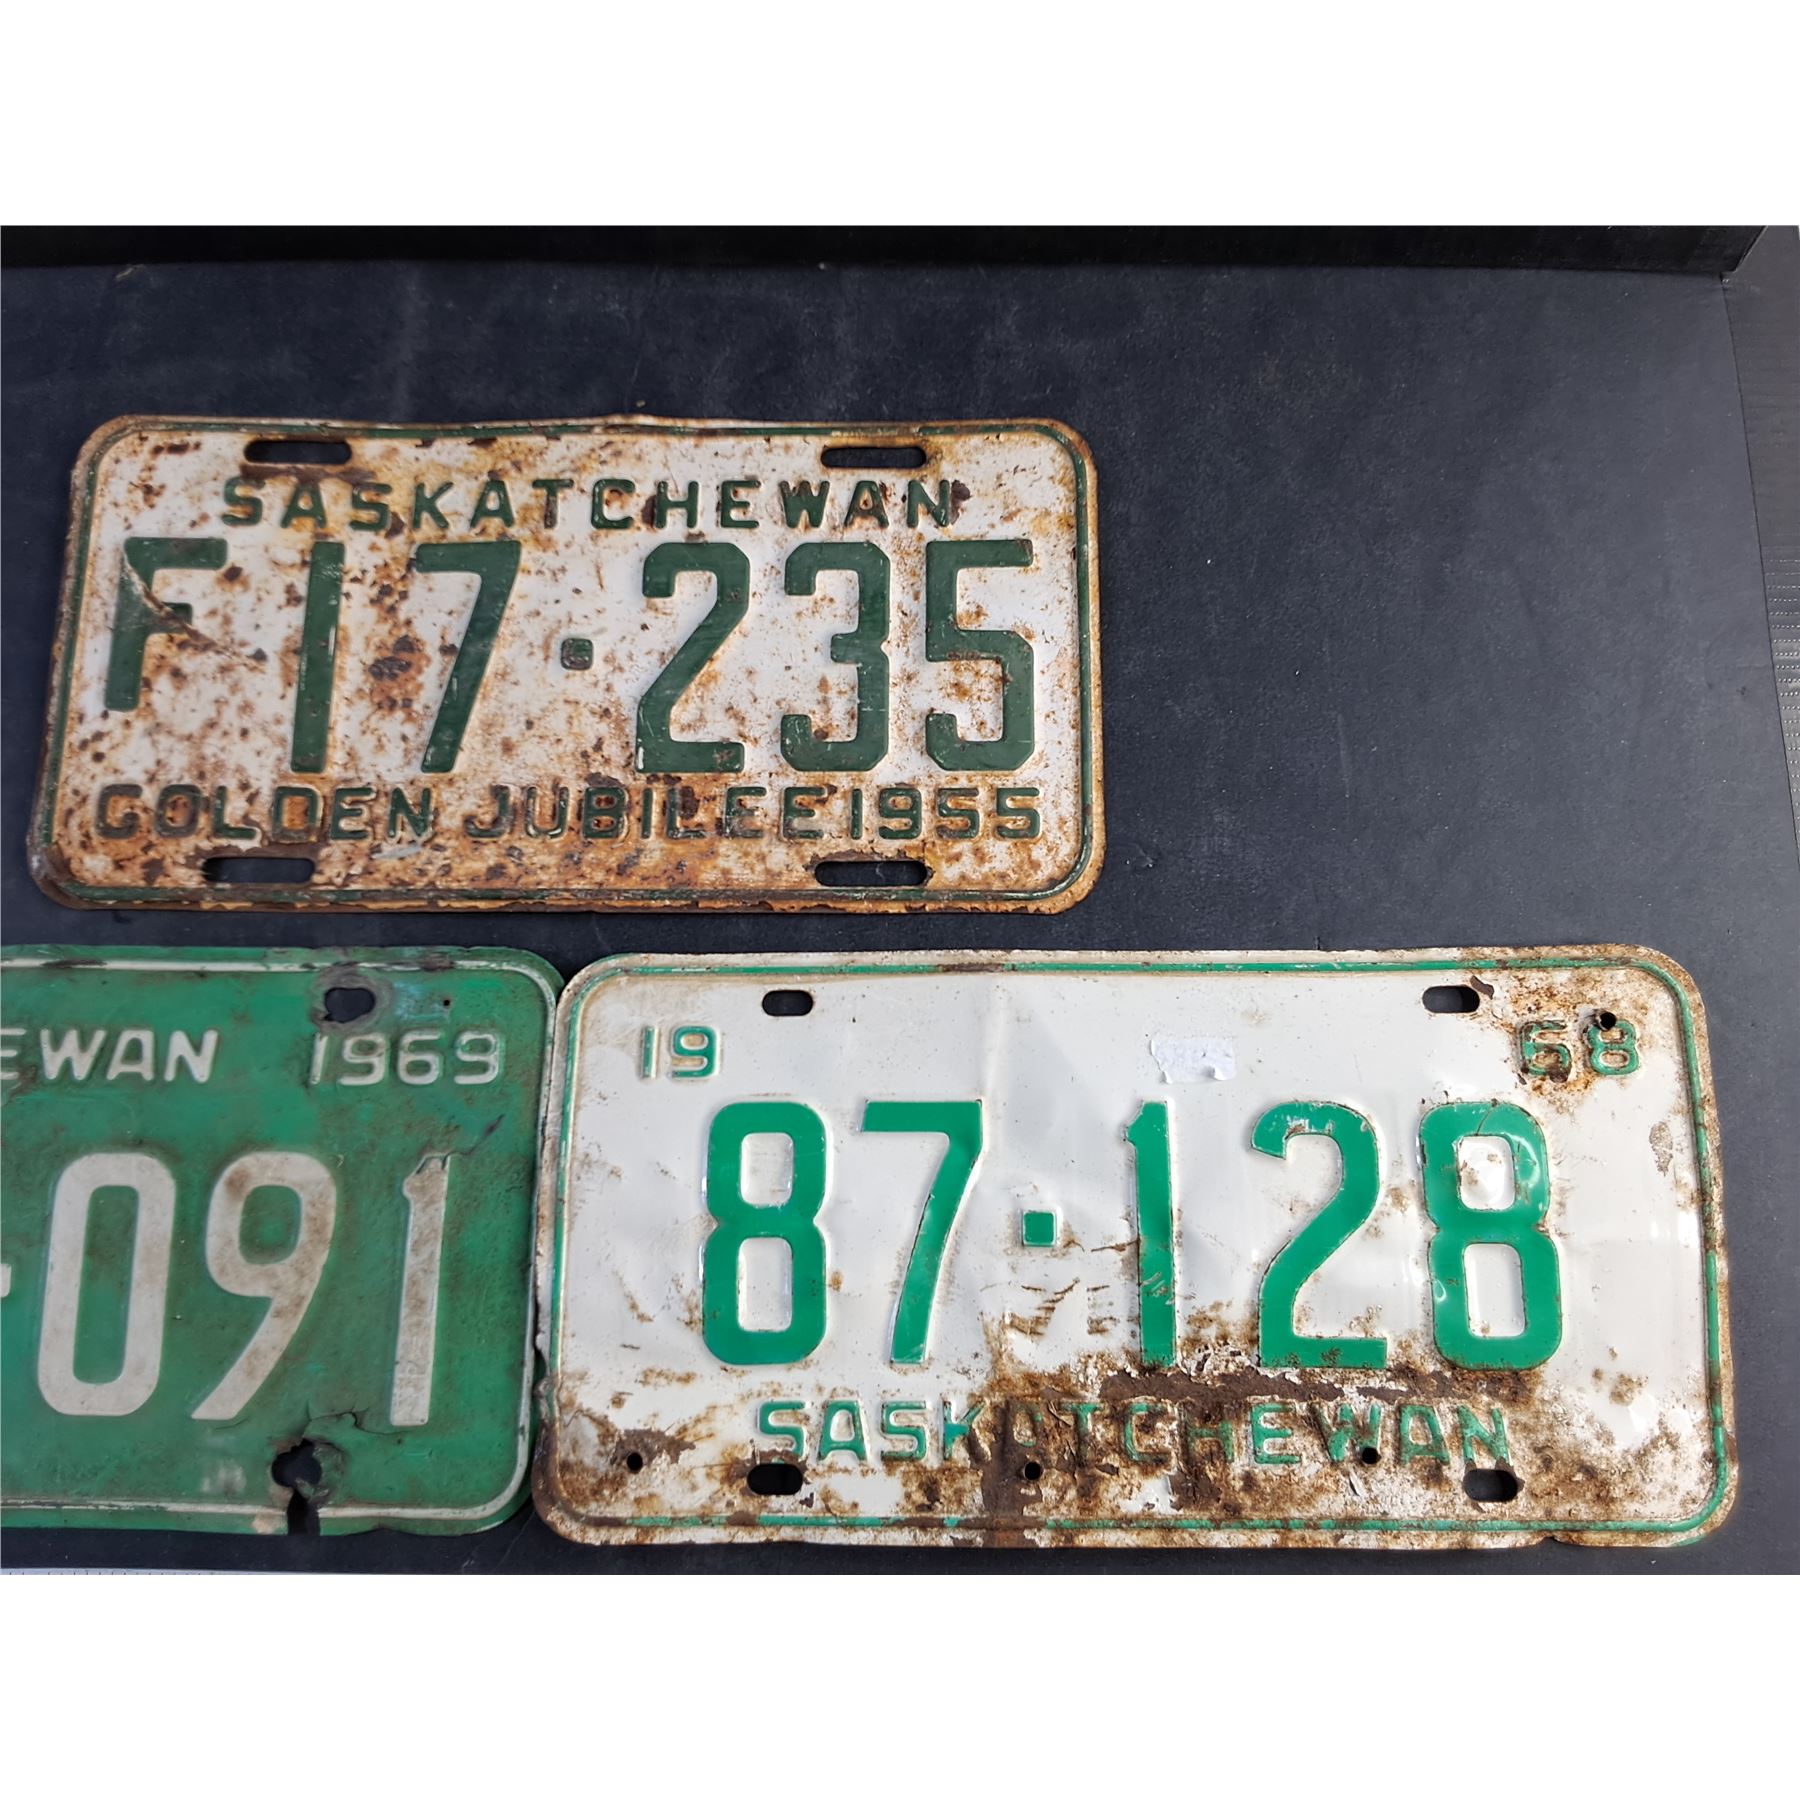 SASKATCHEWAN
F17·235
GOLDEN JUBILEE 1955
EWAN 1969
-091
19 68
87·128
SASKATCHEWAN